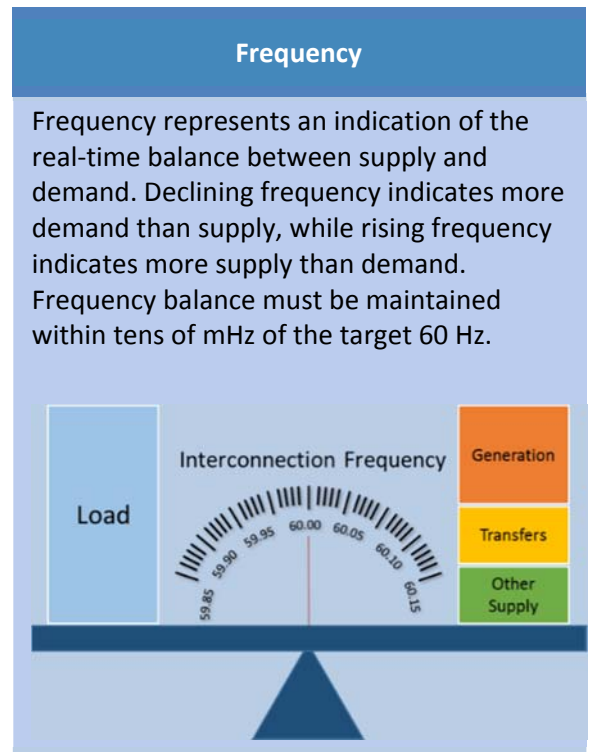 Frequency
Frequency represents an indication of the
real-time balance between supply and
demand. Declining frequency indicates more
demand than supply, while rising frequency
indicates more supply than demand.
Frequency balance must be maintained
within tens of mHz of the target 60 Hz.
Interconnection Frequency
Load
59.85
59.90
59.95
60.00
60.05
60.10
60.15
Generation
Transfers
Other
Supply